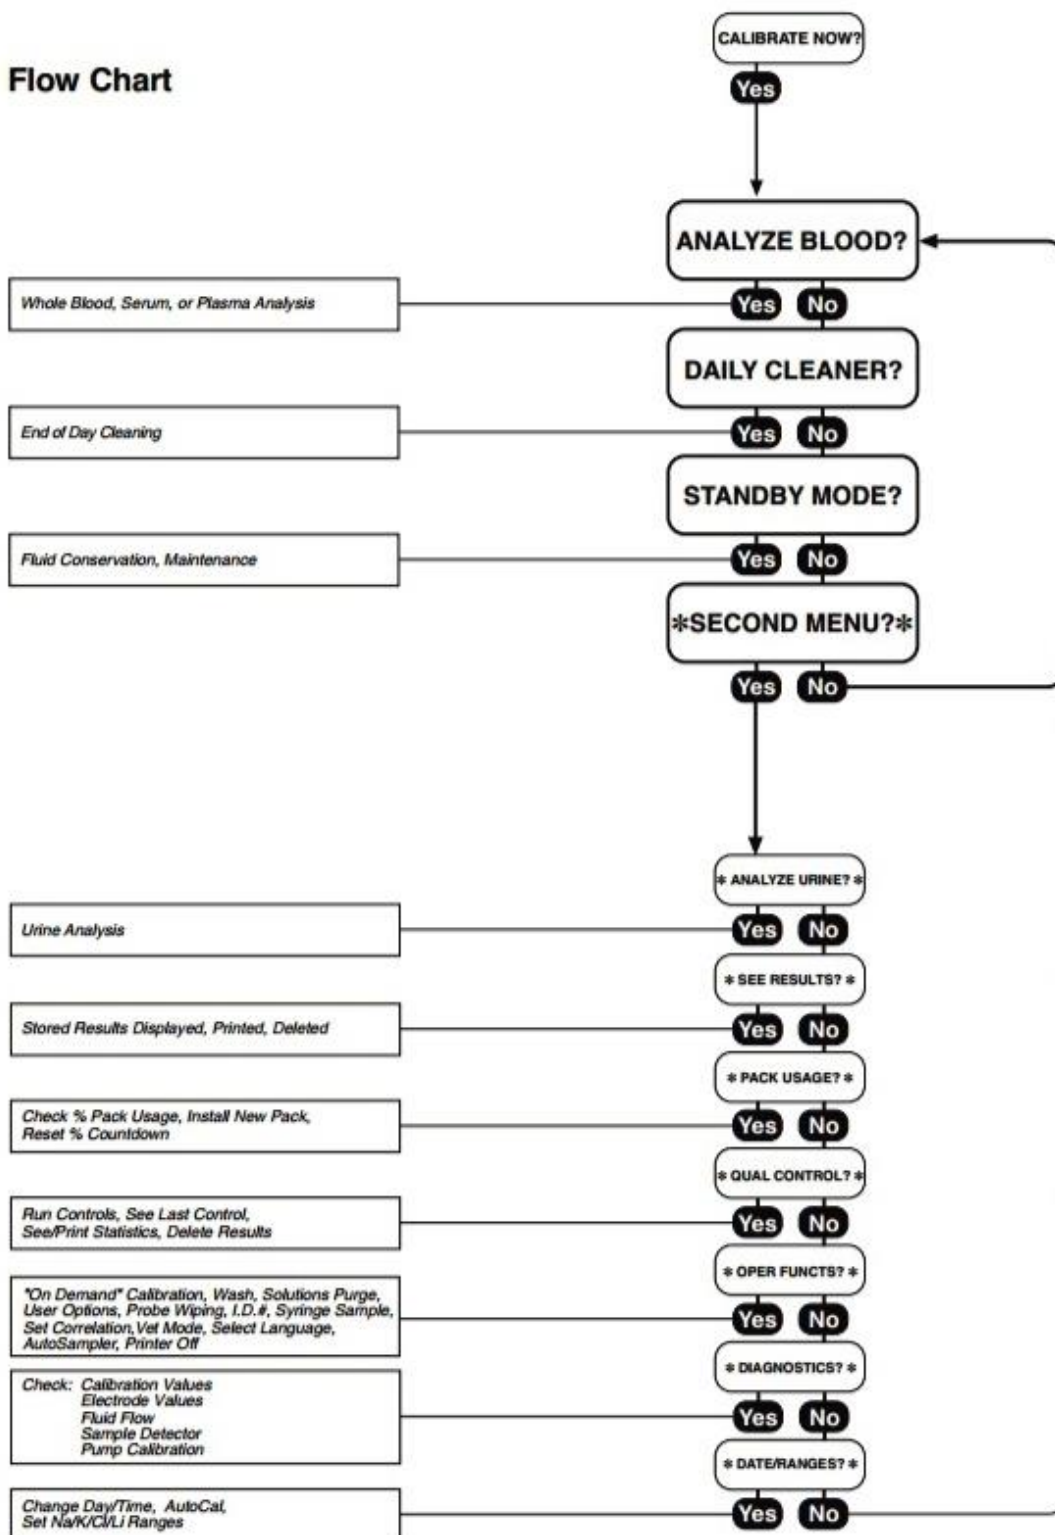 CALIBRATE NOW?
Flow Chart
Yes
ANALYZE BLOOD?
Whole Blood, Serum, or Plasma Analysis
Yes No
DAILY CLEANER?
End of Day Cleaning
Yes No
STANDBY MODE?
Fluid Conservation, Maintenance
Yes No
*SECOND MENU?*
Yes No
* ANALYZE URINE? *
Urine Analysis
Yes No
* SEE RESULTS? *
Stored Results Displayed, Printed, Deleted
Yes No
* PACK USAGE? *
Check % Pack Usage, Install New Pack,
Reset % Countdown
Yes No
* QUAL CONTROL? *
Run Controls, See Last Control,
See/Print Statistics, Delete Results
Yes No
* OPER FUNCTS? *
"On Demand" Calibration, Wash, Solutions Purge,
User Options, Probe Wiping, I.D.#, Syringe Sample,
Set Correlation,Vet Mode, Select Language,
AutoSampler, Printer Off
Yes No
* DIAGNOSTICS? *
Check: Calibration Values
Electrode Values
Fluid Flow
Sample Detector
Pump Calibration
Yes No
* DATE/RANGES? *
Change Day/Time, AutoCal,
Set Na/K/Cl/Li Ranges
Yes No